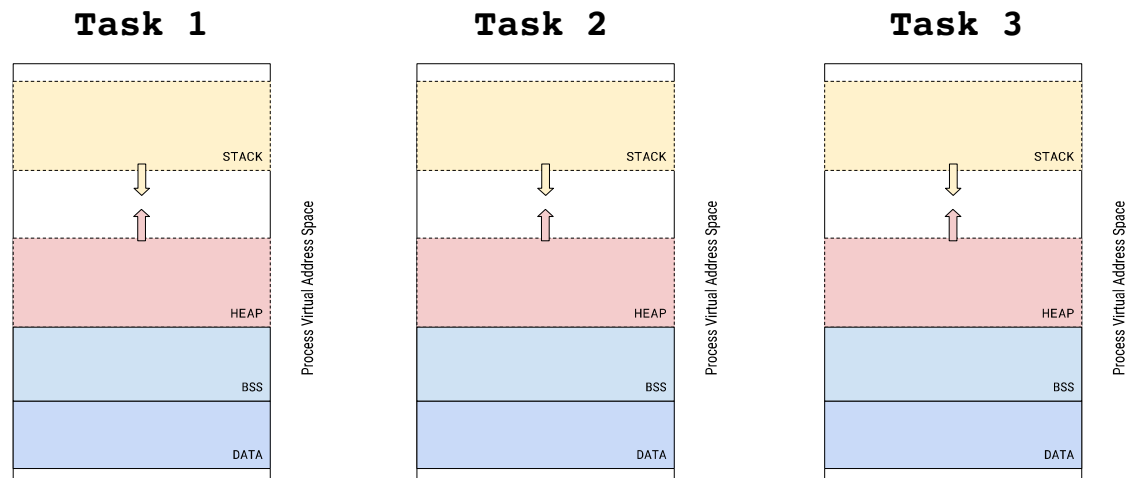 Task 1
STACK
HEAP
BSS
DATA
Process Virtual Address Space
Task 2
STACK
HEAP
BSS
DATA
Process Virtual Address Space
Task 3
STACK
HEAP
BSS
DATA
Process Virtual Address Space